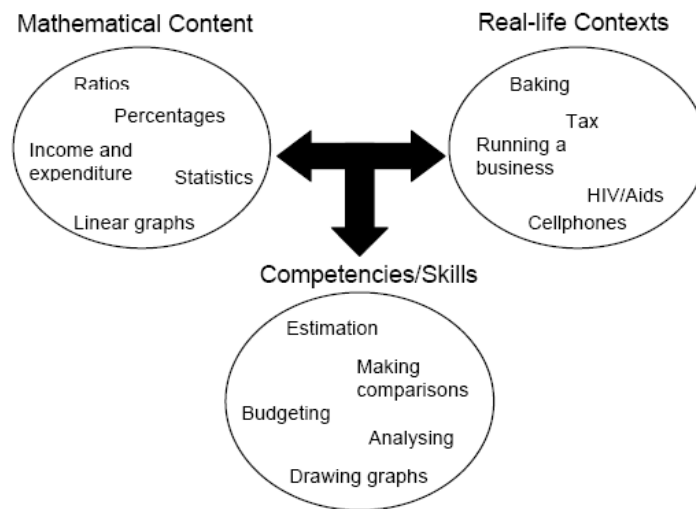 Mathematical Content
Ratios
Percentages
Income and
expenditure
Statistics
Linear graphs
Real-life Contexts
Baking
Tax
Running a
business
HIV/Aids
Cellphones
Competencies/Skills
Estimation
Making
comparisons
Budgeting
Analysing
Drawing graphs